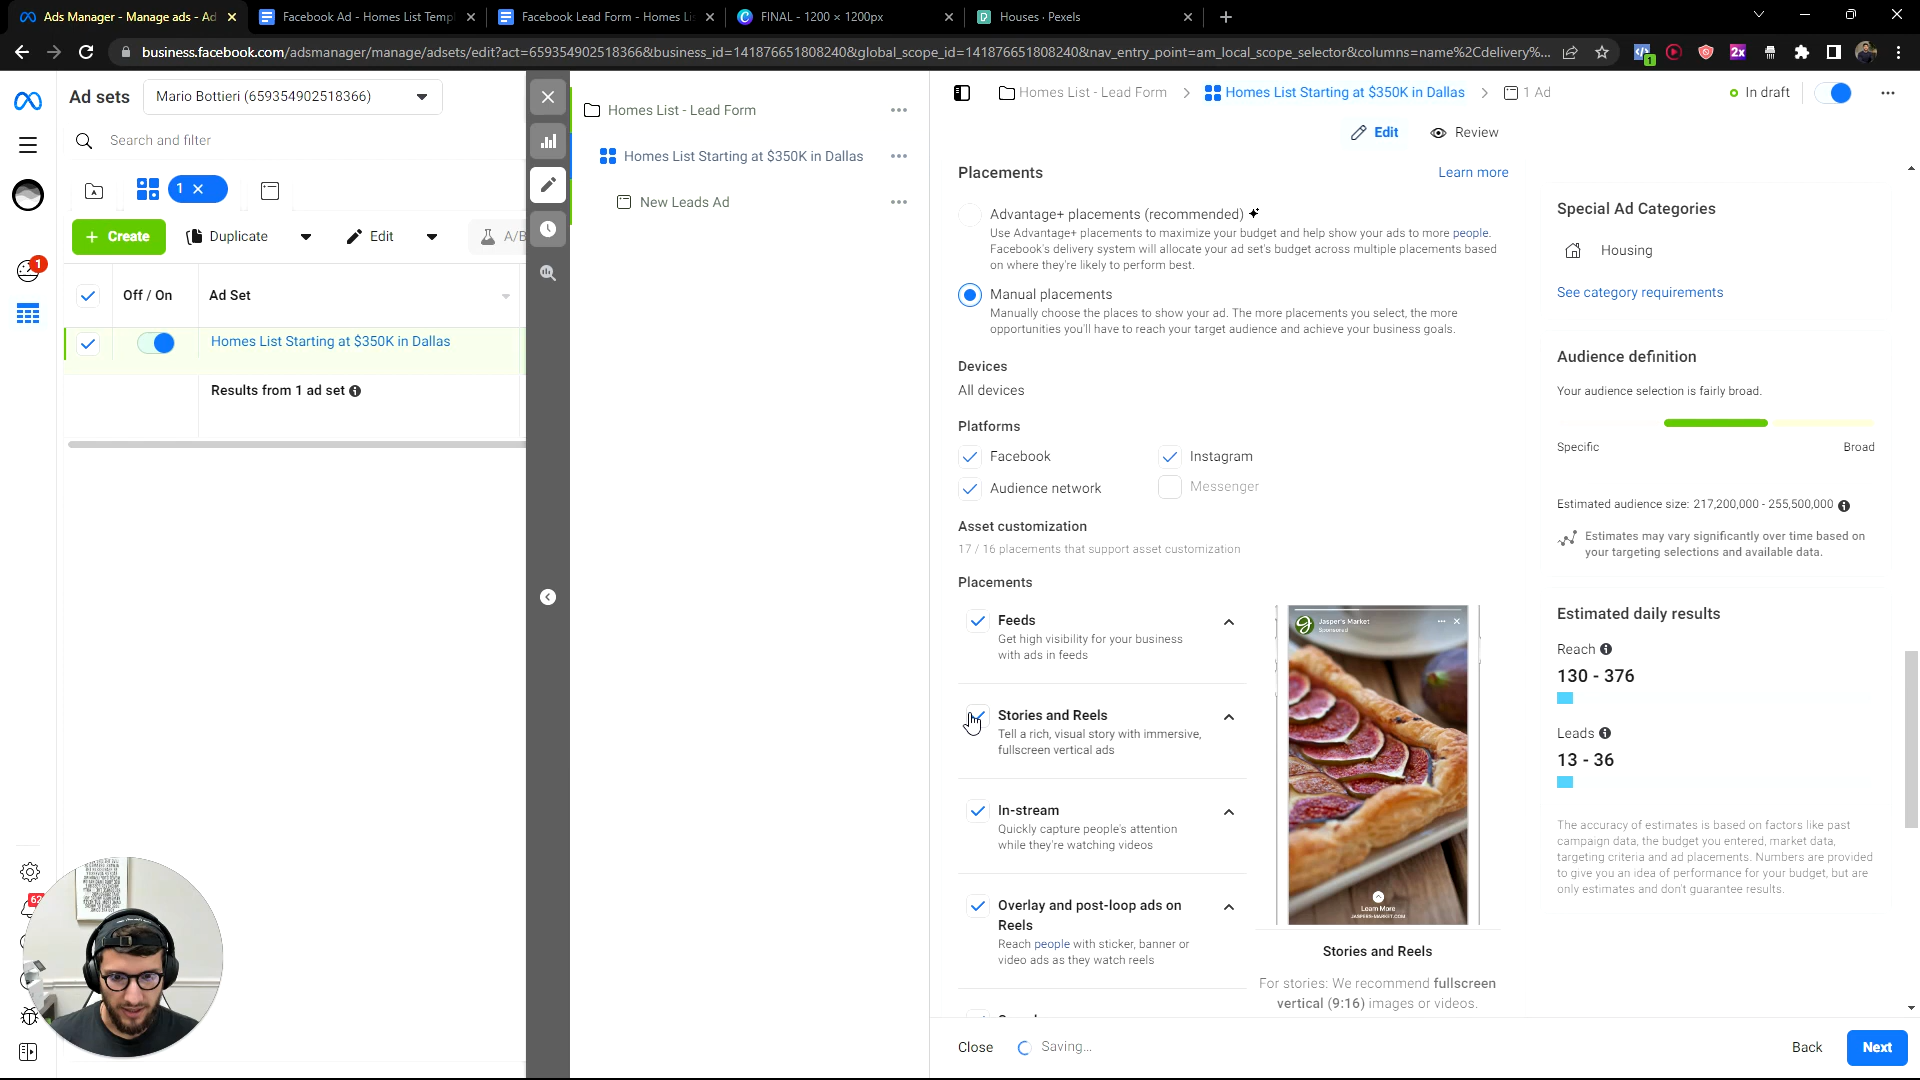 Ads Manager - Manage ads - Ad
Facebook Ad - Homes List Templ
Facebook Lead Form - Homes Li
FINAL - 1200 × 1200px
Houses · Pexels
business.facebook.com/adsmanager/manage/adsets/edit?act=659354902518366&business_id=141876651808240&global_scope_id=141876651808240&nav_entry_point=am_local_scope_selector&columns=name%2Cdelivery%...
1
2x
Ad sets
Mario Bottieri (659354902518366)
Search and filter
1
Create
Duplicate
Edit
A/B
1
Off / On
Ad Set
Homes List Starting at $350K in Dallas
Results from 1 ad set
62
Homes List - Lead Form
Homes List Starting at $350K in Dallas
New Leads Ad
Homes List - Lead Form
Homes List Starting at $350K in Dallas
1 Ad
In draft
Edit
Review
Placements
Learn more
Advantage+ placements (recommended)
Use Advantage+ placements to maximize your budget and help show your ads to more people.
Facebook's delivery system will allocate your ad set's budget across multiple placements based
on where they're likely to perform best.
Manual placements
Manually choose the places to show your ad. The more placements you select, the more
opportunities you'll have to reach your target audience and achieve your business goals.
Devices
All devices
Platforms
Facebook
Instagram
Audience network
Messenger
Asset customization
17 / 16 placements that support asset customization
Placements
Feeds
Get high visibility for your business
with ads in feeds
Stories and Reels
Tell a rich, visual story with immersive,
fullscreen vertical ads
In-stream
Quickly capture people's attention
while they're watching videos
Overlay and post-loop ads on
Reels
Reach people with sticker, banner or
video ads as they watch reels
Jasper's Market
Sponsored
Learn More
JASPERS-MARKET.COM
Stories and Reels
For stories: We recommend fullscreen
vertical (9:16) images or videos.
Special Ad Categories
Housing
See category requirements
Audience definition
Your audience selection is fairly broad.
Specific
Broad
Estimated audience size: 217,200,000 - 255,500,000
Estimates may vary significantly over time based on
your targeting selections and available data.
Estimated daily results
Reach
130 - 376
Leads
13 - 36
The accuracy of estimates is based on factors like past
campaign data, the budget you entered, market data,
targeting criteria and ad placements. Numbers are provided
to give you an idea of performance for your budget, but are
only estimates and don't guarantee results.
Close
Saving...
Back
Next